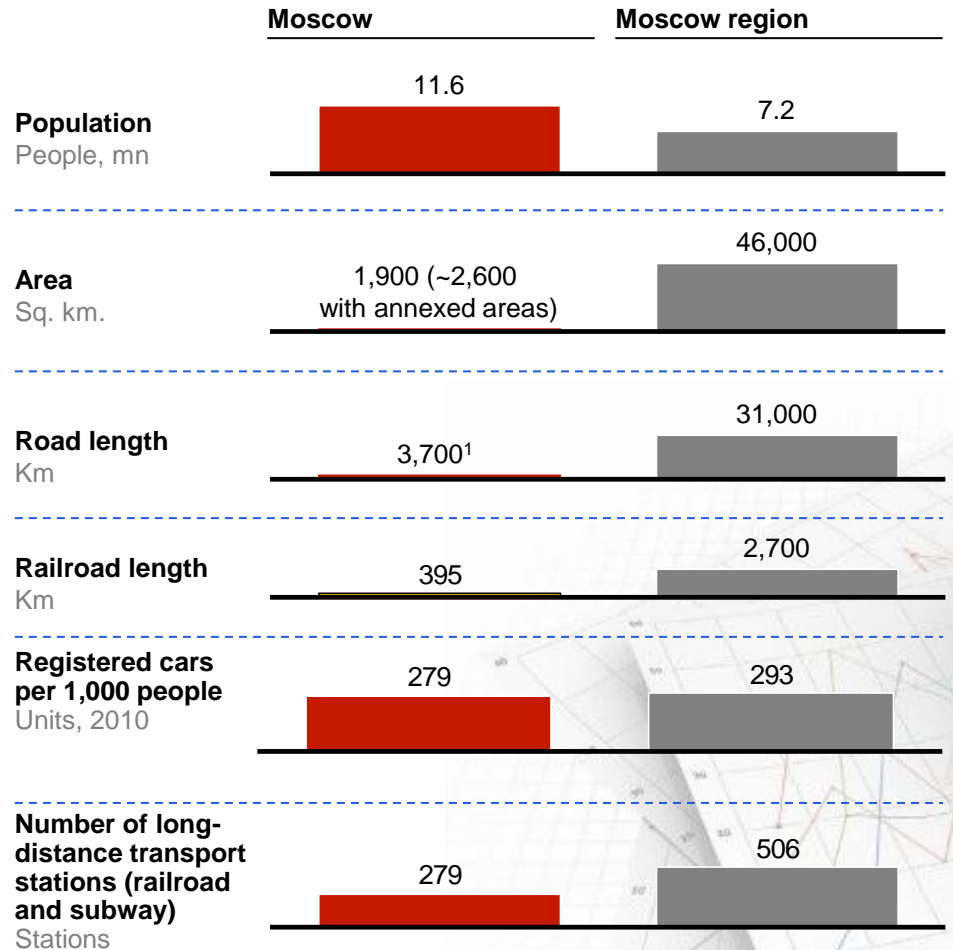 Moscow
Moscow region
Population
People, mn
11.6
7.2
Area
Sq. km.
1,900 (~2,600
with annexed areas)
46,000
Road length
Km
3,700¹
31,000
Railroad length
Km
395
2,700
Registered cars
per 1,000 people
Units, 2010
279
293
Number of long-
distance transport
stations (railroad
and subway)
Stations
279
506